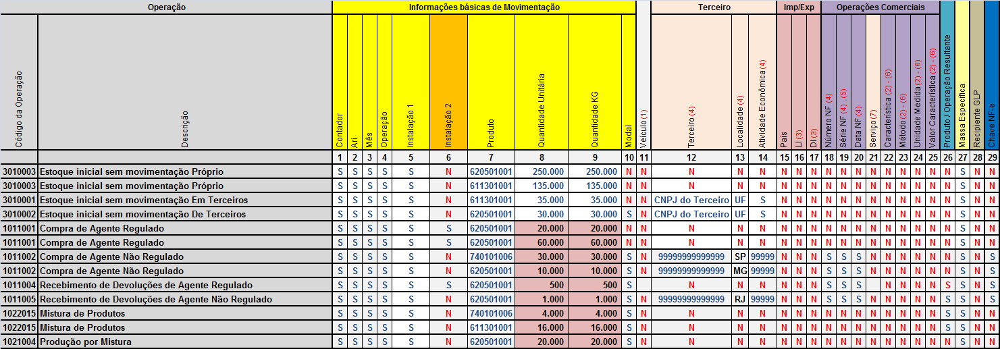 Operação Informações básicas de Movimentação Terceiro Imp/Exp Operações Comerciais
Código da Operação
Descrição
Contador
Ari
Mês
Operação
Instalação 1
Instalação 2
Produto
Quantidade Unitária
Quantidade KG
Modal
Veículo (1)
Terceiro (4)
Localidade (4)
Atividade Econômica (4)
País
LI (3)
DI (3)
Número NF (4)
Série NF (4) , (5)
Data NF (4)
Serviço (7)
Característica (2) - (6)
Método (2) - (6)
Unidade Medida (2) - (6)
Valor Característica (2) - (6)
Produto / Operação Resultante
Massa Específica
Recipiente GLP
Chave NF-e
1 2 3 4 5 6 7 8 9 10 11 12 13 14 15 16 17 18 19 20 21 22 23 24 25 26 27 28 29
3010003 Estoque inicial sem movimentação Próprio S S S S S N 620501001 250.000 250.000 N N N N N N N N N N N N N N N N N S N N
3010003 Estoque inicial sem movimentação Próprio S S S S S N 611301001 135.000 135.000 N N N N N N N N N N N N N N N N N S N N
3010001 Estoque inicial sem movimentação Em Terceiros S S S S S N 611301001 35.000 35.000 N N CNPJ do Terceiro UF S N N N N N N N N N N N N S N N
3010002 Estoque inicial sem movimentação De Terceiros S S S S S N 620501001 30.000 30.000 S N CNPJ do Terceiro UF S N N N N N N N N N N N N S N N
1011001 Compra de Agente Regulado S S S S S S 620501001 20.000 20.000 N N N N N N N N N N N N N N N N N S N N
1011001 Compra de Agente Regulado S S S S S S 620501001 60.000 60.000 N N N N N N N N N N N N N N N N N S N N
1011002 Compra de Agente Não Regulado S S S S S N 740101006 30.000 30.000 S N 99999999999999 SP 99999 N N N S S S N N N N N N S N S
1011002 Compra de Agente Não Regulado S S S S S N 620501001 10.000 10.000 S N 99999999999999 MG 99999 N N N S S S N N N N N N S N S
1011004 Recebimento de Devoluções de Agente Regulado S S S S S S 620501001 500 500 S N N N N N N S S S N N N N S S N S
1011005 Recebimento de Devoluções de Agente Não Regulado S S S S S N 620501001 1.000 1.000 S N 99999999999999 RJ 99999 N N N S S S N N N N N S S N S
1022015 Mistura de Produtos S S S S S N 740101006 4.000 4.000 S N N N N N N N N N N N N N N N S S N N
1022015 Mistura de Produtos S S S S S N 611301001 16.000 16.000 S N N N N N N N N N N N N N N N S S N N
1021004 Produção por Mistura S S S S S N 620501001 20.000 20.000 S N N N N N N N N N N N N N N N N S N N